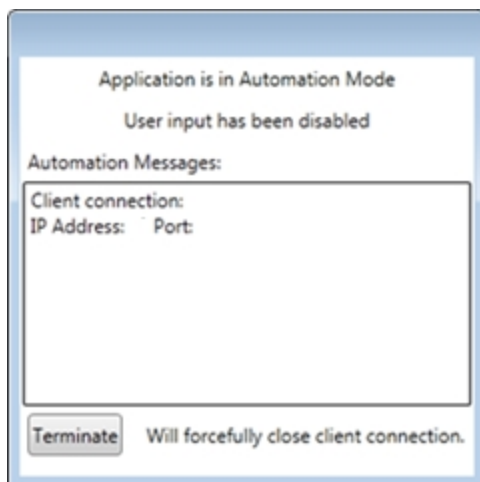 Application is in Automation Mode
User input has been disabled
Automation Messages:
Client connection:
IP Address: Port:
Terminate Will forcefully close client connection.